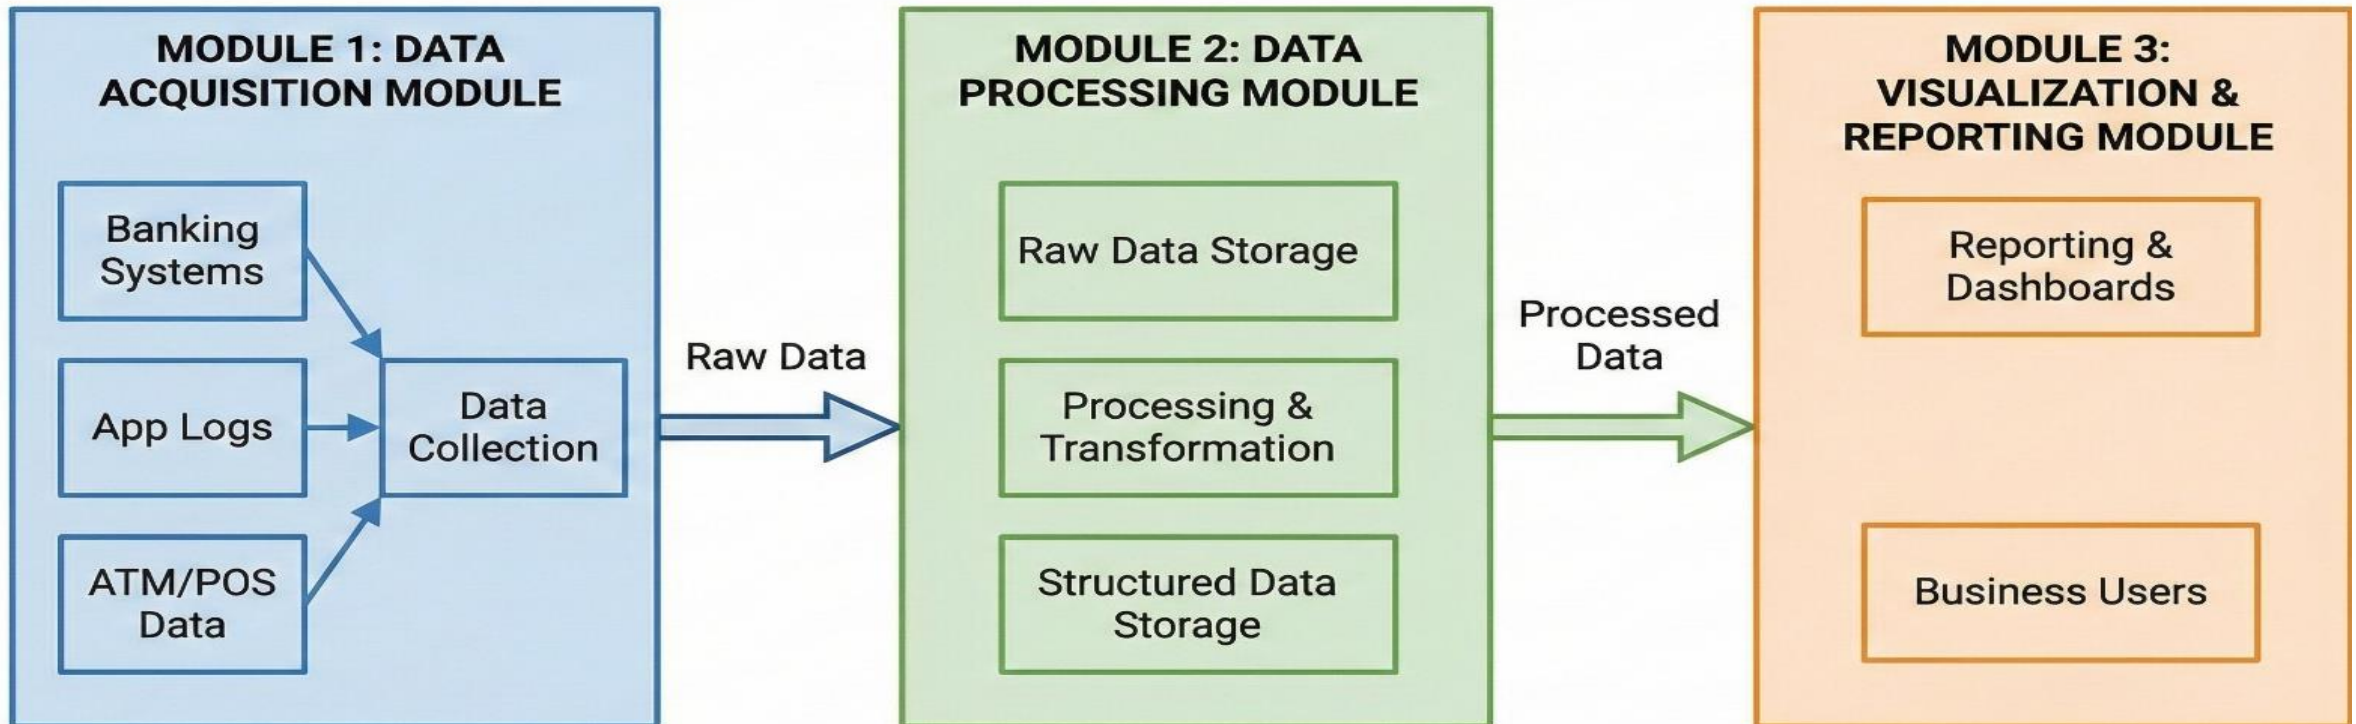 MODULE 1: DATA
ACQUISITION MODULE
Banking
Systems
App Logs
ATM/POS
Data
Data
Collection
Raw Data
MODULE 2: DATA
PROCESSING MODULE
Raw Data Storage
Processing &
Transformation
Structured Data
Storage
Processed
Data
MODULE 3:
VISUALIZATION &
REPORTING MODULE
Reporting &
Dashboards
Business Users